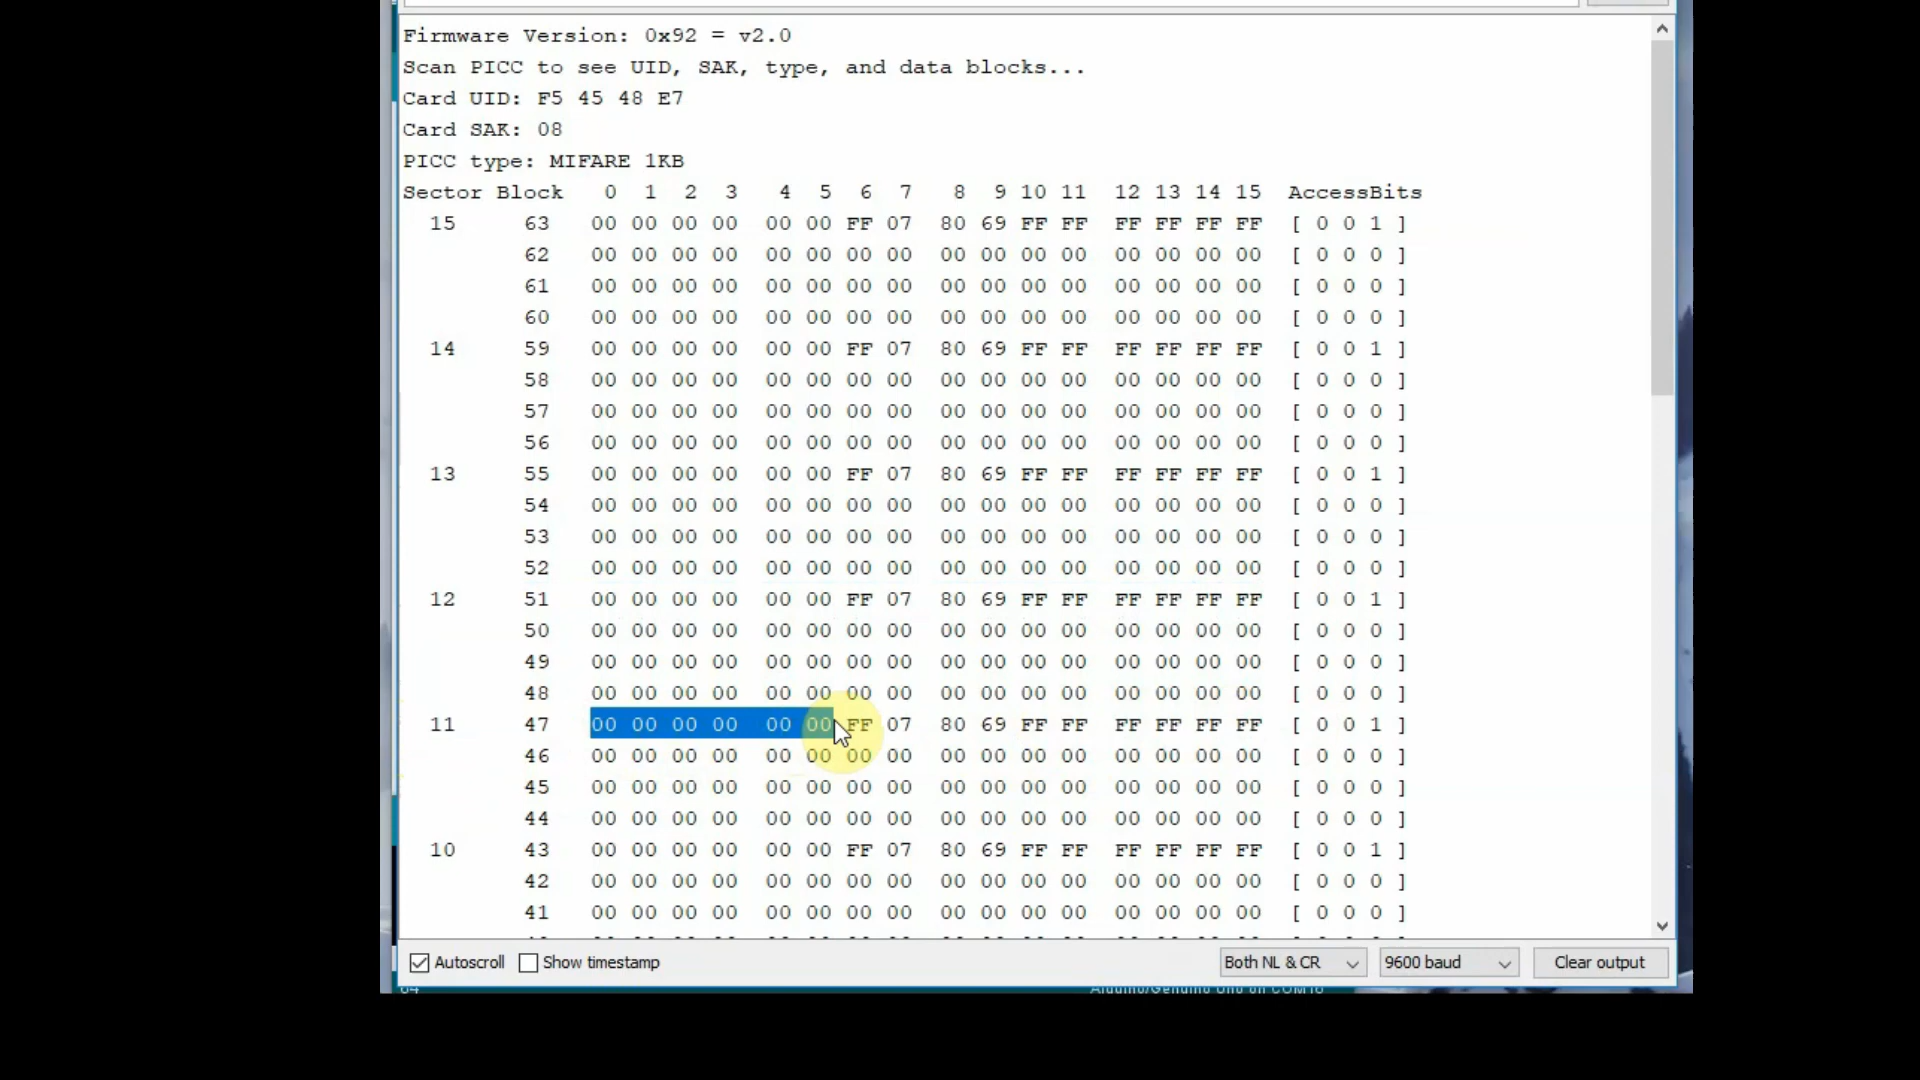 Firmware Version: 0x92 = v2.0
Scan PICC to see UID, SAK, type, and data blocks...
Card UID: F5 45 48 E7
Card SAK: 08
PICC type: MIFARE 1KB
Sector Block 0 1 2 3 4 5 6 7 8 9 10 11 12 13 14 15 AccessBits
15 63 00 00 00 00 00 00 FF 07 80 69 FF FF FF FF FF FF [ 0 0 1 ]
62 00 00 00 00 00 00 00 00 00 00 00 00 00 00 00 00 [ 0 0 0 ]
61 00 00 00 00 00 00 00 00 00 00 00 00 00 00 00 00 [ 0 0 0 ]
60 00 00 00 00 00 00 00 00 00 00 00 00 00 00 00 00 [ 0 0 0 ]
14 59 00 00 00 00 00 00 FF 07 80 69 FF FF FF FF FF FF [ 0 0 1 ]
58 00 00 00 00 00 00 00 00 00 00 00 00 00 00 00 00 [ 0 0 0 ]
57 00 00 00 00 00 00 00 00 00 00 00 00 00 00 00 00 [ 0 0 0 ]
56 00 00 00 00 00 00 00 00 00 00 00 00 00 00 00 00 [ 0 0 0 ]
13 55 00 00 00 00 00 00 FF 07 80 69 FF FF FF FF FF FF [ 0 0 1 ]
54 00 00 00 00 00 00 00 00 00 00 00 00 00 00 00 00 [ 0 0 0 ]
53 00 00 00 00 00 00 00 00 00 00 00 00 00 00 00 00 [ 0 0 0 ]
52 00 00 00 00 00 00 00 00 00 00 00 00 00 00 00 00 [ 0 0 0 ]
12 51 00 00 00 00 00 00 FF 07 80 69 FF FF FF FF FF FF [ 0 0 1 ]
50 00 00 00 00 00 00 00 00 00 00 00 00 00 00 00 00 [ 0 0 0 ]
49 00 00 00 00 00 00 00 00 00 00 00 00 00 00 00 00 [ 0 0 0 ]
48 00 00 00 00 00 00 00 00 00 00 00 00 00 00 00 00 [ 0 0 0 ]
11 47 00 00 00 00 00 00 FF 07 80 69 FF FF FF FF FF FF [ 0 0 1 ]
46 00 00 00 00 00 00 00 00 00 00 00 00 00 00 00 00 [ 0 0 0 ]
45 00 00 00 00 00 00 00 00 00 00 00 00 00 00 00 00 [ 0 0 0 ]
44 00 00 00 00 00 00 00 00 00 00 00 00 00 00 00 00 [ 0 0 0 ]
10 43 00 00 00 00 00 00 FF 07 80 69 FF FF FF FF FF FF [ 0 0 1 ]
42 00 00 00 00 00 00 00 00 00 00 00 00 00 00 00 00 [ 0 0 0 ]
41 00 00 00 00 00 00 00 00 00 00 00 00 00 00 00 00 [ 0 0 0 ]
Autoscroll Show timestamp Both NL & CR 9600 baud Clear output